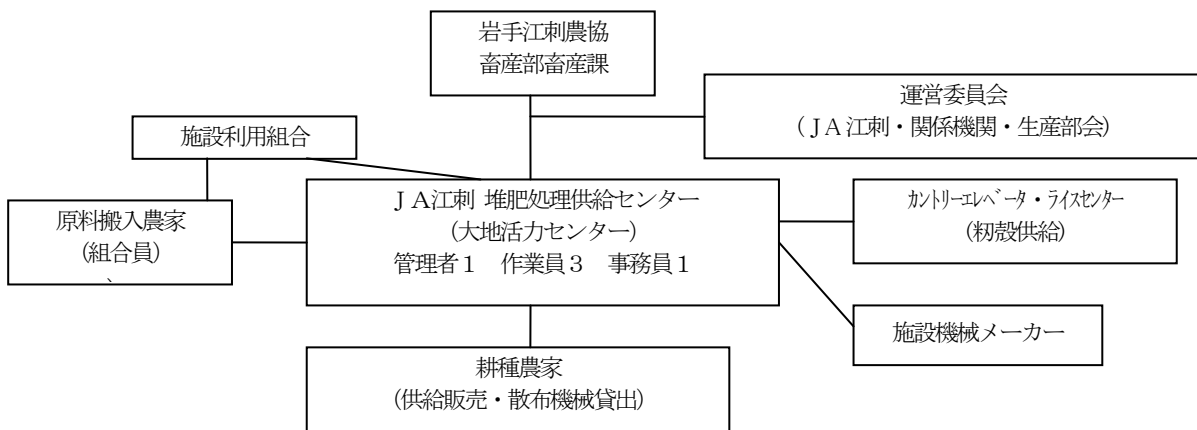 岩手江刺農協
畜産部畜産課
運営委員会
(ＪＡ江刺・関係機関・生産部会)
施設利用組合
ＪＡ江刺 堆肥処理供給センター
(大地活力センター)
管理者１　作業員３　事務員１
原料搬入農家
(組合員)
、
ｶﾝﾄﾘｰｴﾚﾍﾞｰﾀ・ﾗｲｽｾﾝﾀｰ
(籾殻供給)
施設機械メーカー
耕種農家
(供給販売・散布機械貸出)